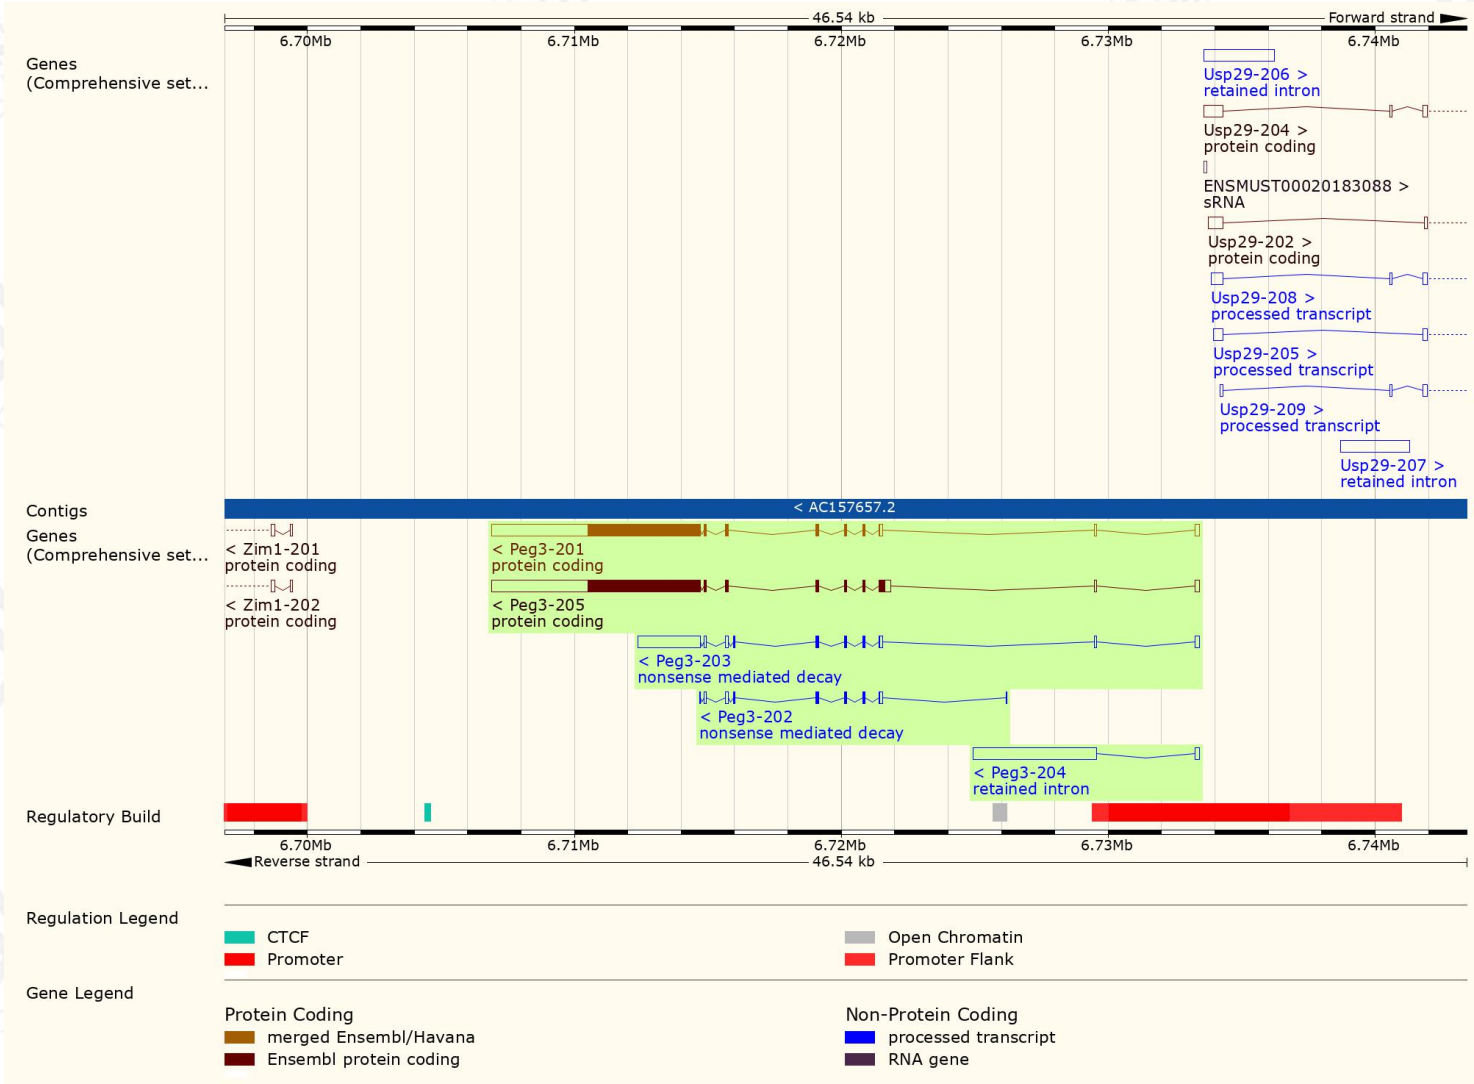 46.54 kb
Forward strand
6.70Mb 6.71Mb 6.72Mb 6.73Mb 6.74Mb
Genes
(Comprehensive set...
Usp29-206 >
retained intron
Usp29-204 >
protein coding
ENSMUST00020183088 >
sRNA
Usp29-202 >
protein coding
Usp29-208 >
processed transcript
Usp29-205 >
processed transcript
Usp29-209 >
processed transcript
Usp29-207 >
retained intron
Contigs
< AC157657.2
Genes
(Comprehensive set...
< Zim1-201
protein coding
< Peg3-201
protein coding
< Zim1-202
protein coding
< Peg3-205
protein coding
< Peg3-203
nonsense mediated decay
< Peg3-202
nonsense mediated decay
< Peg3-204
retained intron
Regulatory Build
6.70Mb 6.71Mb 6.72Mb 6.73Mb 6.74Mb
Reverse strand
46.54 kb
Regulation Legend
CTCF
Open Chromatin
Promoter
Promoter Flank
Gene Legend
Protein Coding
Non-Protein Coding
merged Ensembl/Havana
processed transcript
Ensembl protein coding
RNA gene